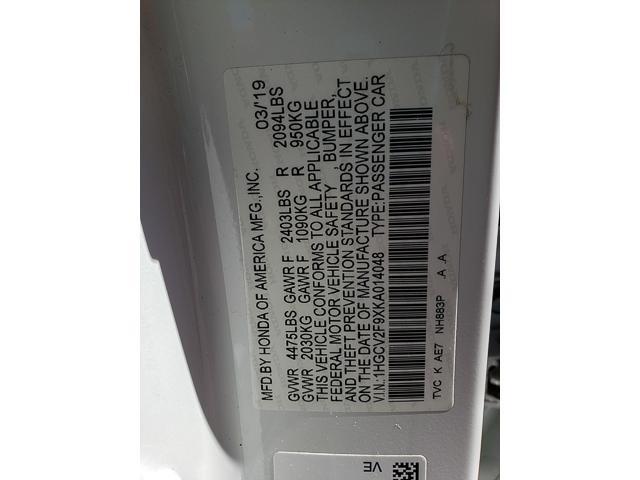 MFD.BY HONDA OF AMERICA MFG.,INC. 03/'19
GVWR 4475LBS GAWR F 2403LBS R 2094LBS
GVWR 2030KG GAWR F 1090KG R 950KG
THIS VEHICLE CONFORMS TO ALL APPLICABLE
FEDERAL MOTOR VEHICLE SAFETY , BUMPER,
AND THEFT PREVENTION STANDARDS IN EFFECT
ON THE DATE OF MANUFACTURE SHOWN ABOVE.
V.I.N.:1HGCV2F9XKA014048 TYPE:PASSENGER CAR
TVC K AE7 NH883P A .A
VE